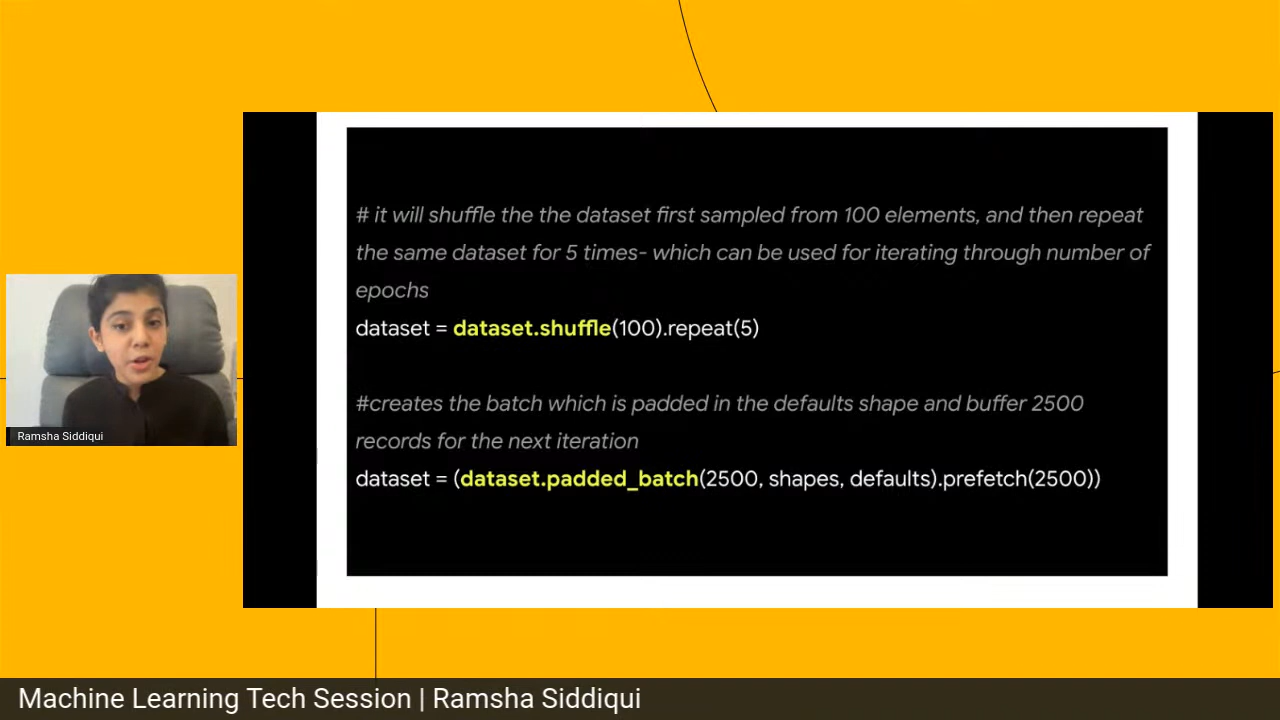 # it will shuffle the the dataset first sampled from 100 elements, and then repeat
the same dataset for 5 times- which can be used for iterating through number of
epochs
dataset = dataset.shuffle(100).repeat(5)
#creates the batch which is padded in the defaults shape and buffer 2500
records for the next iteration
dataset = (dataset.padded_batch(2500, shapes, defaults).prefetch(2500))
Ramsha Siddiqui
Machine Learning Tech Session | Ramsha Siddiqui